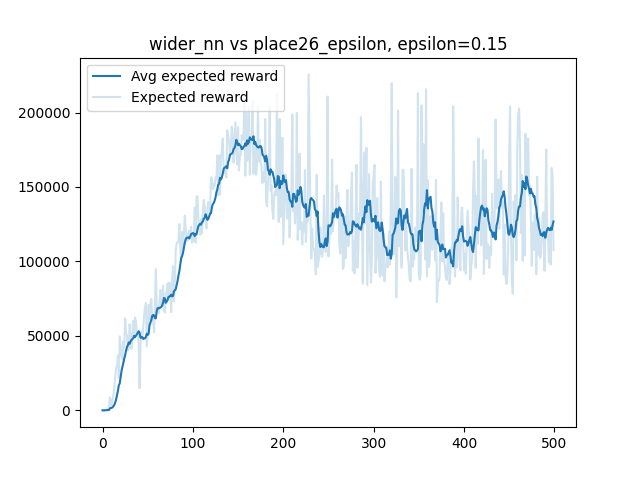 wider_nn vs place26_epsilon, epsilon=0.15
Avg expected reward
Expected reward
200000
150000
100000
50000
0
0 100 200 300 400 500